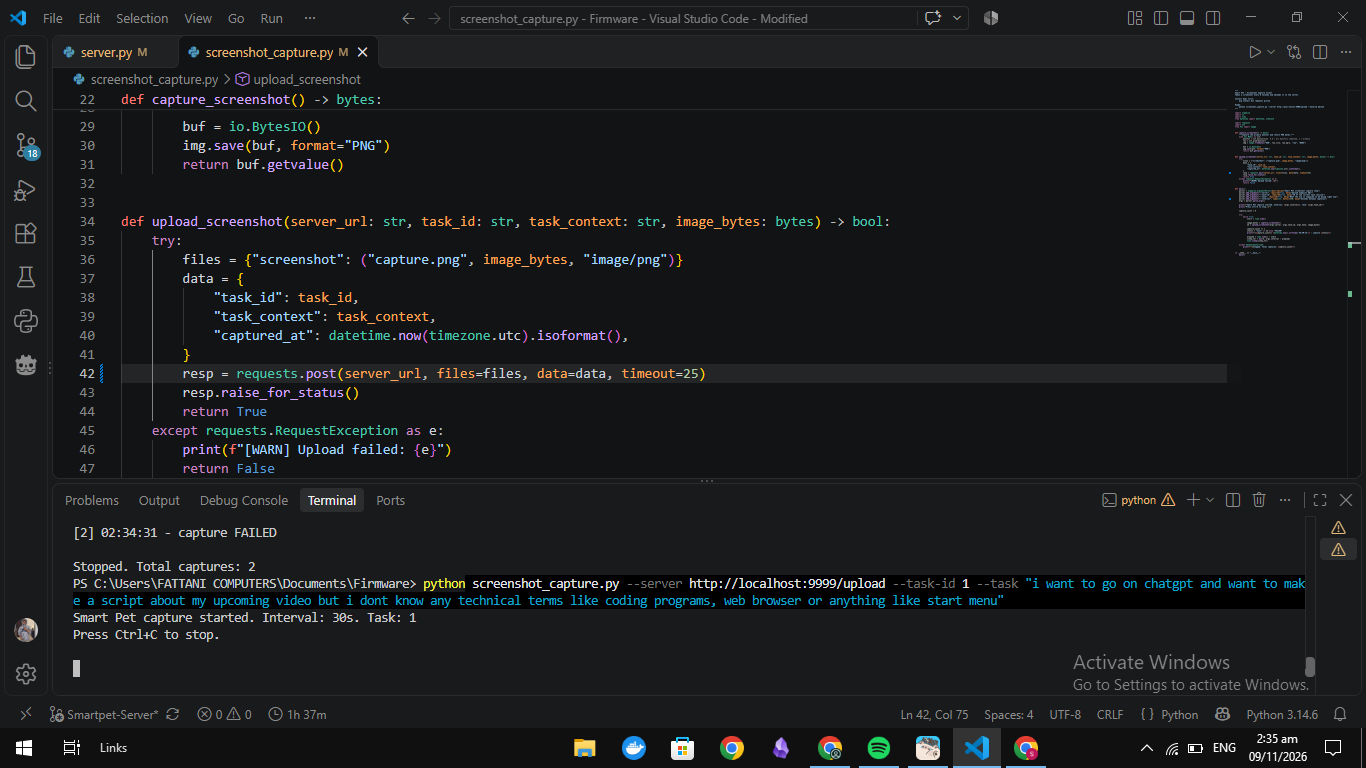 File Edit Selection View Go Run ···
screenshot_capture.py - Firmware - Visual Studio Code - Modified
server.py M
screenshot_capture.py M
screenshot_capture.py > upload_screenshot
22 def capture_screenshot() -> bytes:
29 buf = io.BytesIO()
30 img.save(buf, format="PNG")
31 return buf.getvalue()
32
33
34 def upload_screenshot(server_url: str, task_id: str, task_context: str, image_bytes: bytes) -> bool:
35 try:
36 files = {"screenshot": ("capture.png", image_bytes, "image/png")}
37 data = {
38 "task_id": task_id,
39 "task_context": task_context,
40 "captured_at": datetime.now(timezone.utc).isoformat(),
41 }
42 resp = requests.post(server_url, files=files, data=data, timeout=25)
43 resp.raise_for_status()
44 return True
45 except requests.RequestException as e:
46 print(f"[WARN] Upload failed: {e}")
47 return False
18
Problems Output Debug Console Terminal Ports
python
[2] 02:34:31 - capture FAILED
Stopped. Total captures: 2
PS C:\Users\FATTANI COMPUTERS\Documents\Firmware> python screenshot_capture.py --server http://localhost:9999/upload --task-id 1 --task "i want to go on chatgpt and want to mak
e a script about my upcoming video but i dont know any technical terms like coding programs, web browser or anything like start menu"
Smart Pet capture started. Interval: 30s. Task: 1
Press Ctrl+C to stop.
Activate Windows
Go to Settings to activate Windows.
Smartpet-Server* 0 0 1h 37m Ln 42, Col 75 Spaces: 4 UTF-8 CRLF { } Python Python 3.14.6
Links
ENG
2:35 am
09/11/2026